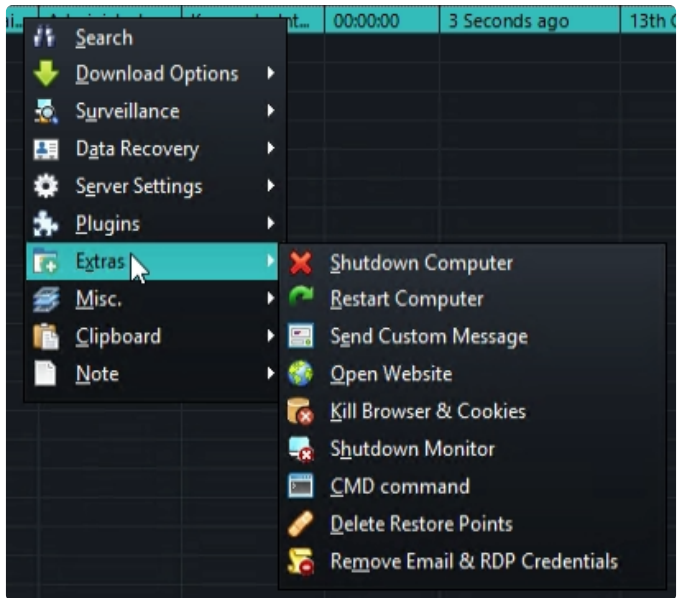 00:00:00 3 Seconds ago 13th
Search
Download Options
Surveillance
Data Recovery
Server Settings
Plugins
Extras
Misc.
Clipboard
Note
Shutdown Computer
Restart Computer
Send Custom Message
Open Website
Kill Browser & Cookies
Shutdown Monitor
CMD command
Delete Restore Points
Remove Email & RDP Credentials